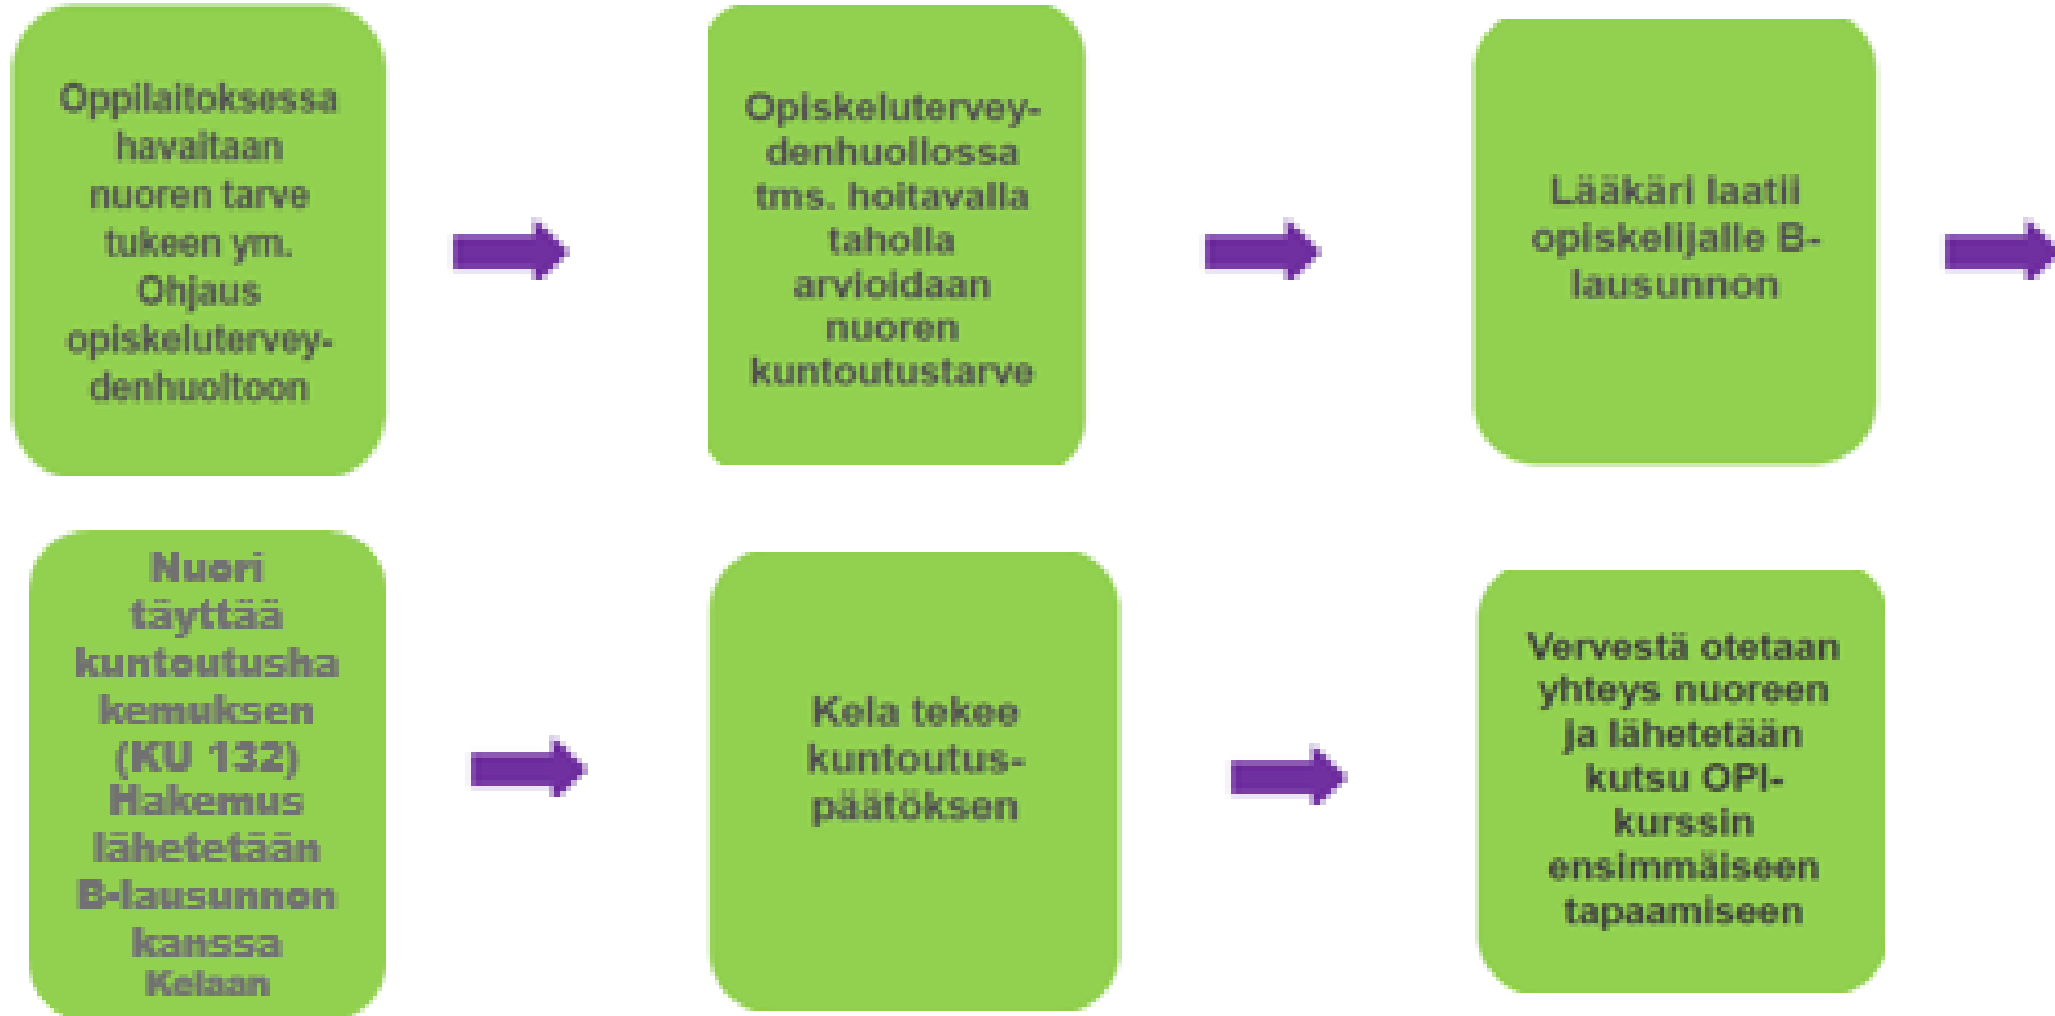 Oppilaitoksessa
havaitaan
nuoren tarve
tukeen ym.
Ohjaus
opiskelutervey-
denhuoltoon
Opiskelutervey-
denhuollossa
tms. hoitavalla
taholla
arvioidaan
nuoren
kuntoutustarve
Lääkäri laatii
opiskelijalle B-
lausunnon
Nuori
täyttää
kuntoutusha
kemuksen
(KU 132)
Hakemus
lähetetään
B-lausunnon
kanssa
Kelaan
Kela tekee
kuntoutus-
päätöksen
Vervestä otetaan
yhteys nuoreen
ja lähetetään
kutsu OPI-
kurssin
ensimmäiseen
tapaamiseen